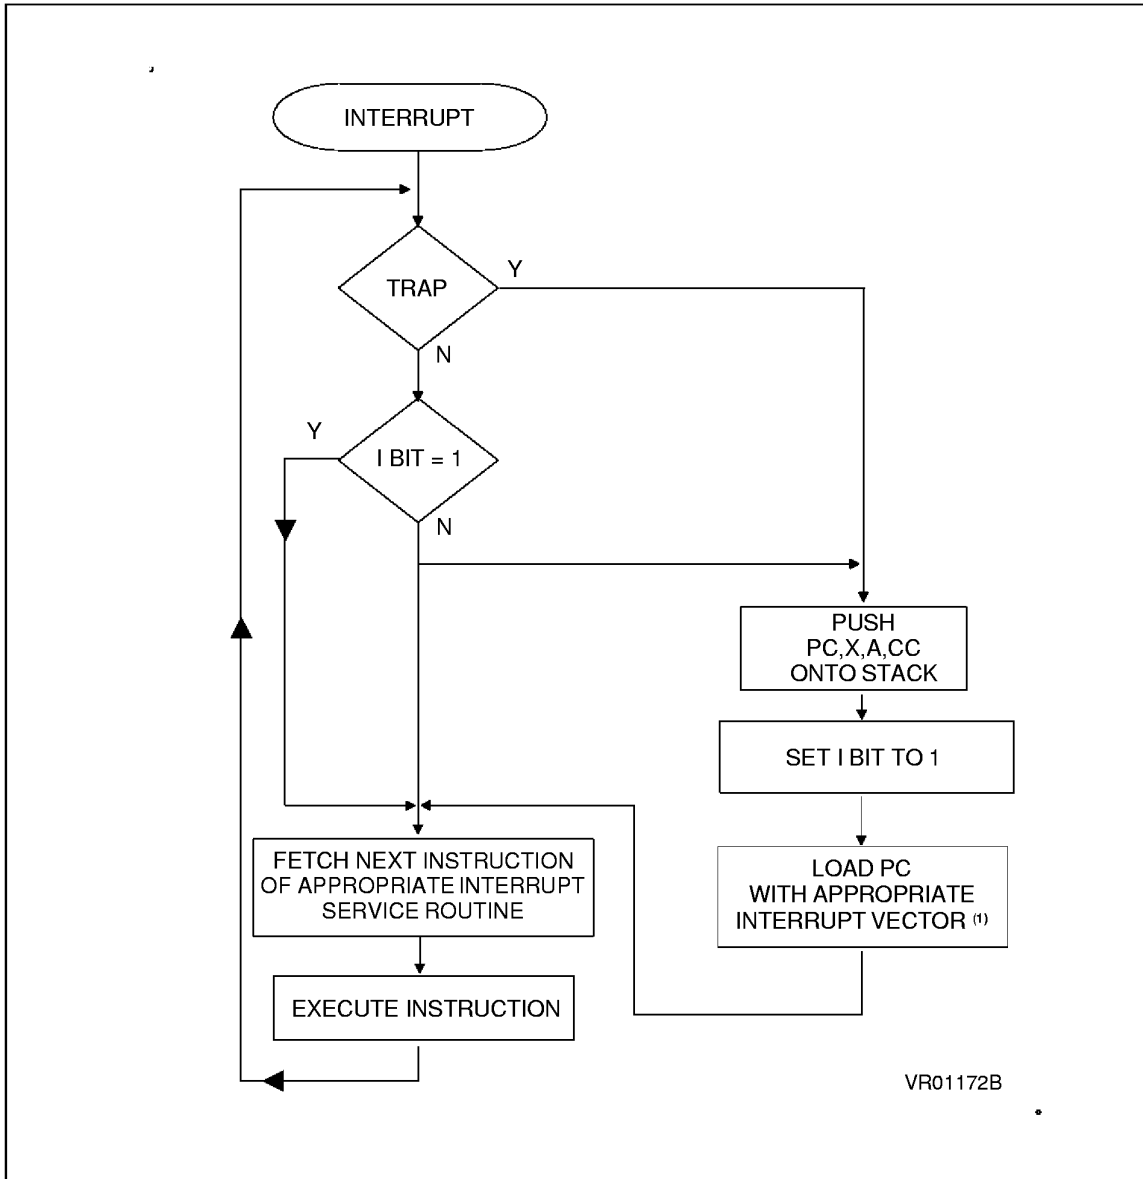 INTERRUPT
TRAP
Y
N
Y
I BIT = 1
N
PUSH
PC,X,A,CC
ONTO STACK
SET I BIT TO 1
LOAD PC
WITH APPROPRIATE
INTERRUPT VECTOR (1)
FETCH NEXT INSTRUCTION
OF APPROPRIATE INTERRUPT
SERVICE ROUTINE
EXECUTE INSTRUCTION
VR01172B